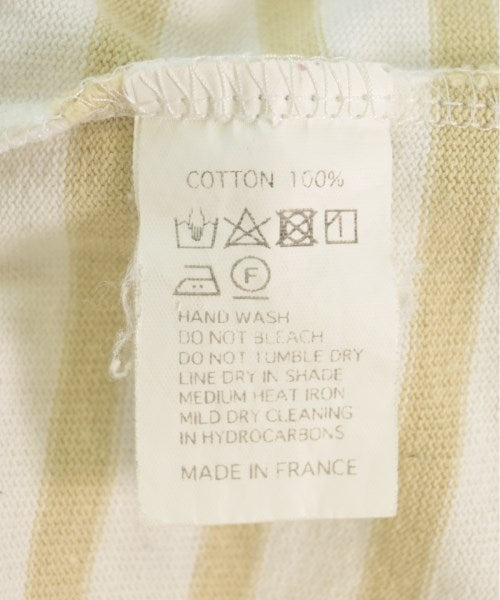 COTTON 100%
F
HAND WASH
DO NOT BLEACH
DO NOT TUMBLE DRY
LINE DRY IN SHADE
MEDIUM HEAT IRON
MILD DRY CLEANING
IN HYDROCARBONS
MADE IN FRANCE